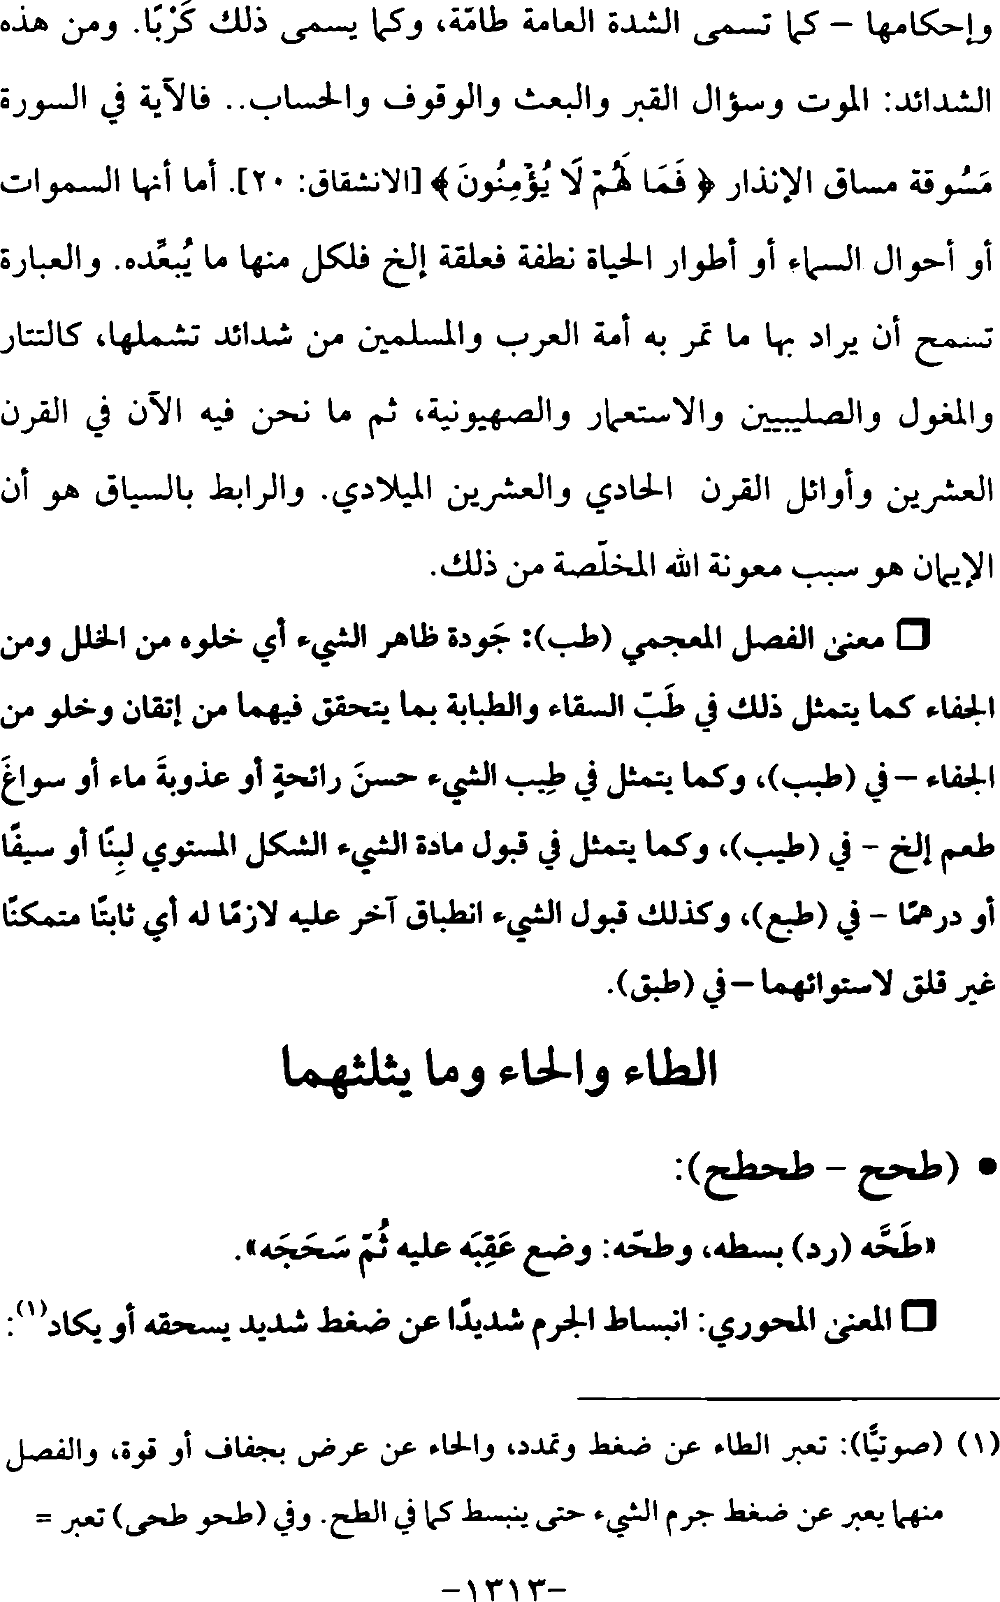 وإحكامها – كما تسمى الشدة العامة طامّة، وكما يسمى ذلك كَرْبًا. ومن هذه
الشدائد: الموت وسؤال القبر والبعث والوقوف والحساب.. فالآية في السورة
مَسُوقة مساق الإنذار ﴿ فَمَا لَهُمْ لَا يُؤْمِنُونَ ﴾ [الانشقاق: ٢٠]. أما أنها السموات
أو أحوال السماء أو أطوار الحياة نطفة فعلقة إلخ فلكل منها ما يُبعِّده. والعبارة
تسمح أن يراد بها ما تمر به أمة العرب والمسلمين من شدائد تشملها، كالتتار
والمغول والصليبيين والاستعمار والصهيونية، ثم ما نحن فيه الآن في القرن
العشرين وأوائل القرن الحادي والعشرين الميلادي. والرابط بالسياق هو أن
الإيمان هو سبب معونة الله المخلّصة من ذلك.
❒ معنى الفصل المعجمي (طب): جَودة ظاهر الشيء أي خلوه من الخلل ومن
الجفاء كما يتمثل ذلك في طَبّ السقاء والطبابة بما يتحقق فيهما من إتقان وخلو من
الجفاء – في (طبب)، وكما يتمثل في طِيب الشيء حسنَ رائحةٍ أو عذوبةَ ماء أو سواغَ
طعم إلخ – في (طيب)، وكما يتمثل في قبول مادة الشيء الشكل المستوي لبِنًا أو سيفًا
أو درهمًا – في (طبع)، وكذلك قبول الشيء انطباق آخر عليه لازمًا له أي ثابتًا متمكنًا
غير قلق لاستوائهما – في (طبق).
الطاء والحاء وما يثلثهما
● (طحح – طحطح):
«طَحَّه (رد) بسطه، وطحّه: وضع عَقِبَه عليه ثُمّ سَحَجَه».
❒ المعنى المحوري: انبساط الجرم شديدًا عن ضغط شديد يسحقه أو يكاد(١):
(١) (صوتيًّا): تعبر الطاء عن ضغط وتمدد، والحاء عن عرض بجفاف أو قوة، والفصل
منهما يعبر عن ضغط جرم الشيء حتى ينبسط كما في الطح. وفي (طحو طحى) تعبر =
-١٣١٣-